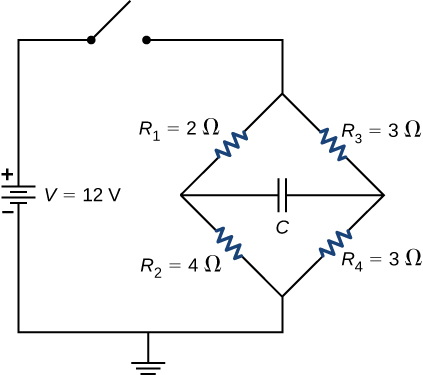 R₁ = 2 Ω
R₃ = 3 Ω
+
V = 12 V
−
C
R₂ = 4 Ω
R₄ = 3 Ω